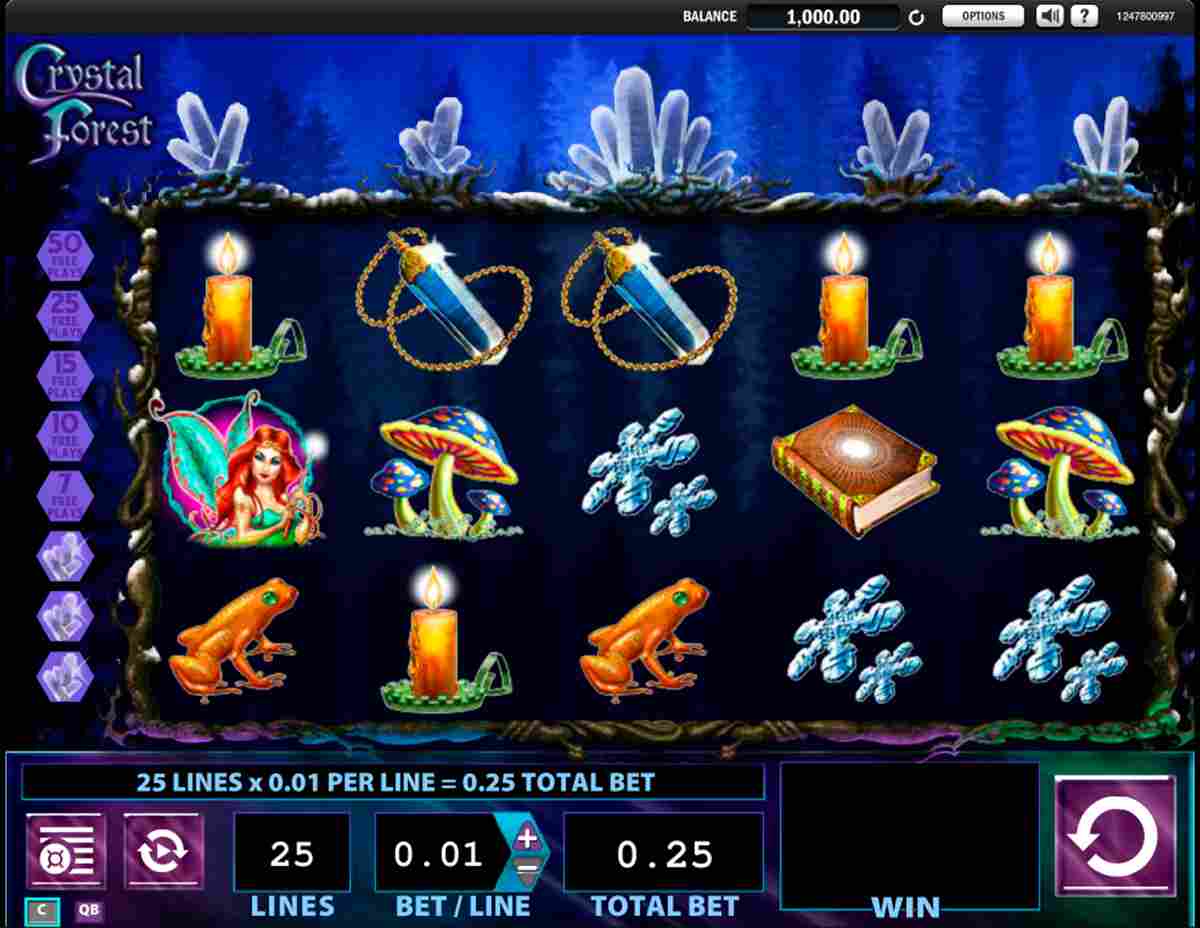 BALANCE 1,000.00 OPTIONS ? 1247800997
Crystal
Forest
50
FREE
PLAYS
25
FREE
PLAYS
15
FREE
PLAYS
10
FREE
PLAYS
7
FREE
PLAYS
25 LINES x 0.01 PER LINE = 0.25 TOTAL BET
25 0.01 + − 0.25
C QB LINES BET / LINE TOTAL BET WIN